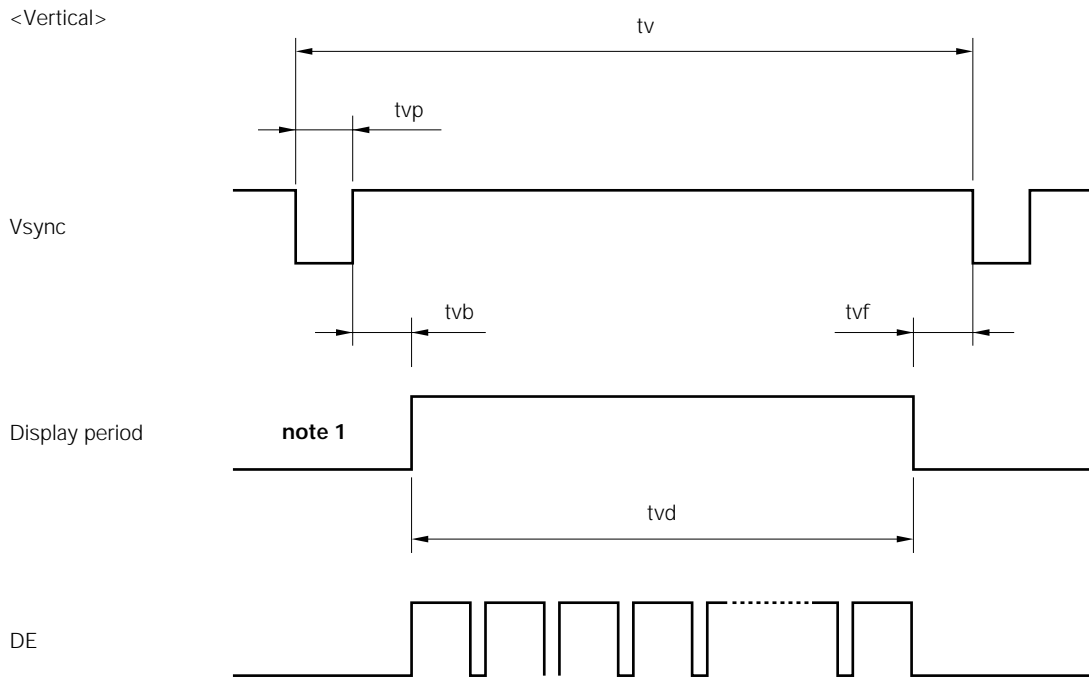 <Vertical>
tv
tvp
Vsync
tvb
tvf
Display period
note 1
tvd
DE